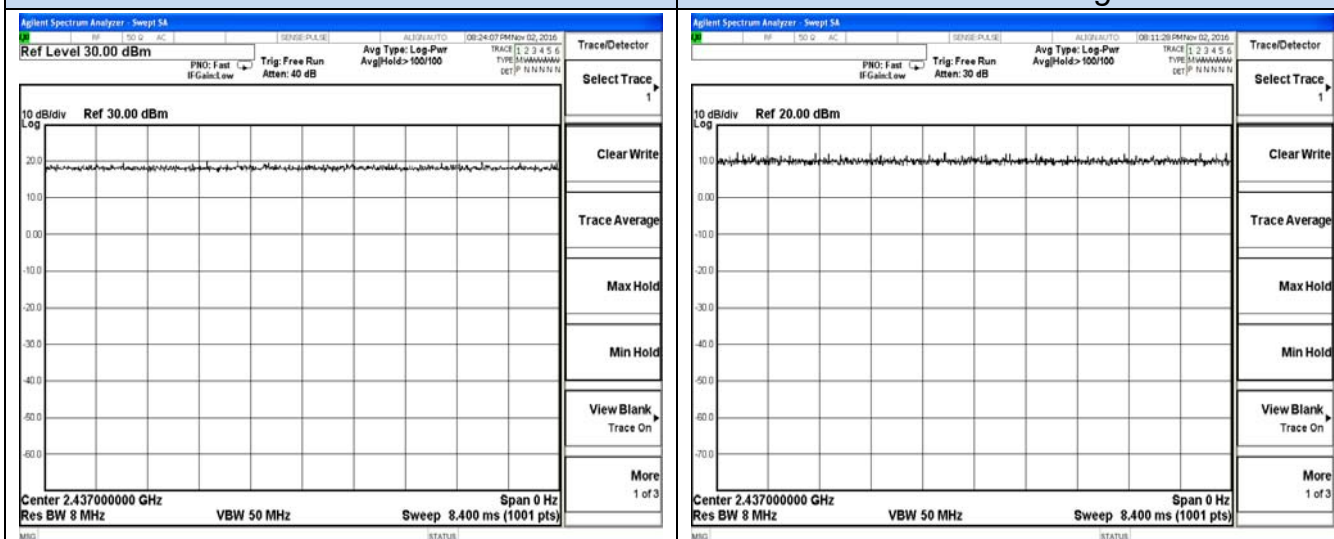 Agilent Spectrum Analyzer - Swept SA
RF 50 Ω AC SENSE:PULSE ALIGNAUTO 08:24:07 PM Nov 02, 2016
Ref Level 30.00 dBm
PNO: Fast
IFGain:Low
Trig: Free Run
Atten: 40 dB
Avg Type: Log-Pwr
Avg|Hold:> 100/100
TRACE 1 2 3 4 5 6
TYPE
DET P N N N N N
10 dB/div Ref 30.00 dBm
Log
20.0
10.0
0.00
-10.0
-20.0
-30.0
-40.0
-50.0
-60.0
Center 2.437000000 GHz
Span 0 Hz
Res BW 8 MHz
VBW 50 MHz
Sweep 8.400 ms (1001 pts)
MSG
STATUS
Trace/Detector
Select Trace
1
Clear Write
Trace Average
Max Hold
Min Hold
View Blank
Trace On
More
1 of 3
Agilent Spectrum Analyzer - Swept SA
RF 50 Ω AC SENSE:PULSE ALIGNAUTO 08:11:28 PM Nov 02, 2016
PNO: Fast
IFGain:Low
Trig: Free Run
Atten: 30 dB
Avg Type: Log-Pwr
Avg|Hold:> 100/100
TRACE 1 2 3 4 5 6
TYPE
DET P N N N N N
10 dB/div Ref 20.00 dBm
Log
10.0
0.00
-10.0
-20.0
-30.0
-40.0
-50.0
-60.0
-70.0
Center 2.437000000 GHz
Span 0 Hz
Res BW 8 MHz
VBW 50 MHz
Sweep 8.400 ms (1001 pts)
MSG
STATUS
Trace/Detector
Select Trace
1
Clear Write
Trace Average
Max Hold
Min Hold
View Blank
Trace On
More
1 of 3